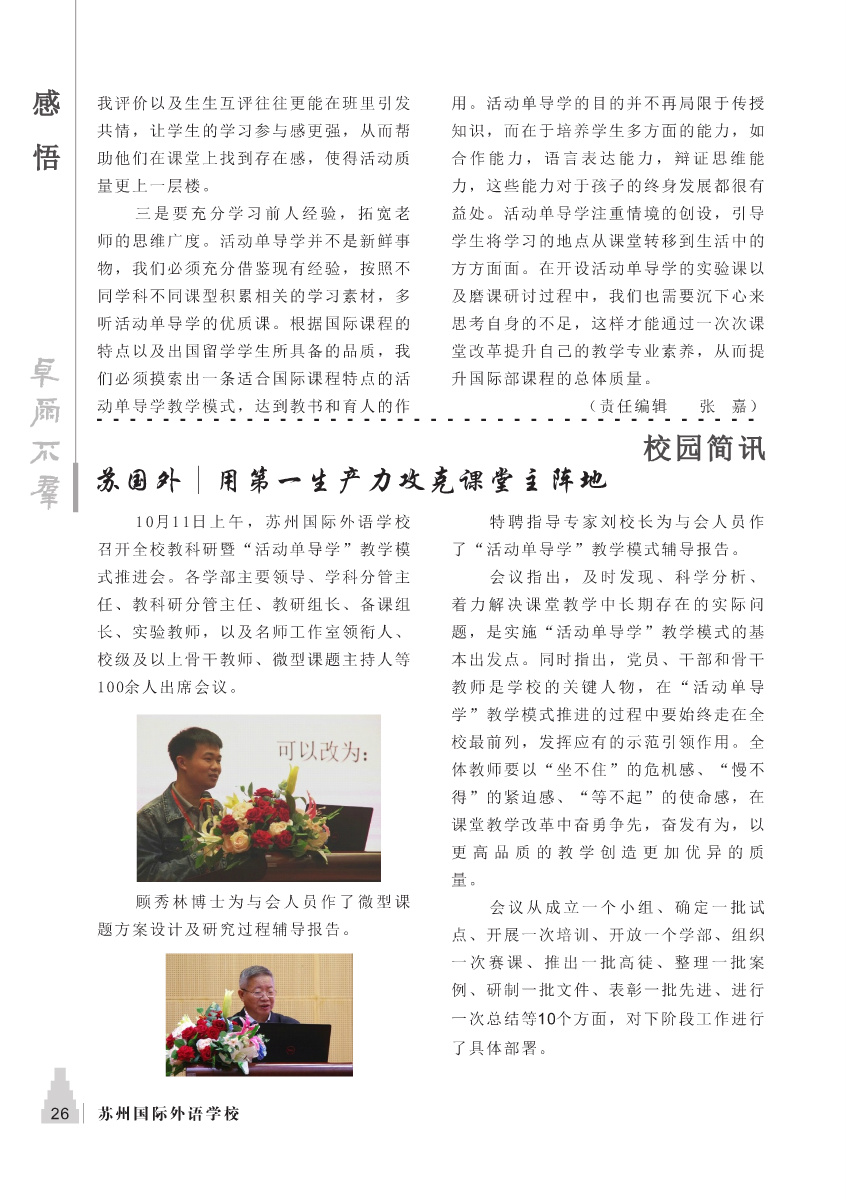 感
悟
卓尔不群
我评价以及生生互评往往更能在班里引发
共情，让学生的学习参与感更强，从而帮
助他们在课堂上找到存在感，使得活动质
量更上一层楼。
三是要充分学习前人经验，拓宽老
师的思维广度。活动单导学并不是新鲜事
物，我们必须充分借鉴现有经验，按照不
同学科不同课型积累相关的学习素材，多
听活动单导学的优质课。根据国际课程的
特点以及出国留学学生所具备的品质，我
们必须摸索出一条适合国际课程特点的活
动单导学教学模式，达到教书和育人的作
用。活动单导学的目的并不再局限于传授
知识，而在于培养学生多方面的能力，如
合作能力，语言表达能力，辩证思维能
力，这些能力对于孩子的终身发展都很有
益处。活动单导学注重情境的创设，引导
学生将学习的地点从课堂转移到生活中的
方方面面。在开设活动单导学的实验课以
及磨课研讨过程中，我们也需要沉下心来
思考自身的不足，这样才能通过一次次课
堂改革提升自己的教学专业素养，从而提
升国际部课程的总体质量。
（责任编辑 张 嘉）
校园简讯
苏国外｜用第一生产力攻克课堂主阵地
10月11日上午，苏州国际外语学校
召开全校教科研暨“活动单导学”教学模
式推进会。各学部主要领导、学科分管主
任、教科研分管主任、教研组长、备课组
长、实验教师，以及名师工作室领衔人、
校级及以上骨干教师、微型课题主持人等
100余人出席会议。
可以改为：
顾秀林博士为与会人员作了微型课
题方案设计及研究过程辅导报告。
特聘指导专家刘校长为与会人员作
了“活动单导学”教学模式辅导报告。
会议指出，及时发现、科学分析、
着力解决课堂教学中长期存在的实际问
题，是实施“活动单导学”教学模式的基
本出发点。同时指出，党员、干部和骨干
教师是学校的关键人物，在“活动单导
学”教学模式推进的过程中要始终走在全
校最前列，发挥应有的示范引领作用。全
体教师要以“坐不住”的危机感、“慢不
得”的紧迫感、“等不起”的使命感，在
课堂教学改革中奋勇争先，奋发有为，以
更高品质的教学创造更加优异的质
量。
会议从成立一个小组、确定一批试
点、开展一次培训、开放一个学部、组织
一次赛课、推出一批高徒、整理一批案
例、研制一批文件、表彰一批先进、进行
一次总结等10个方面，对下阶段工作进行
了具体部署。
26 苏州国际外语学校